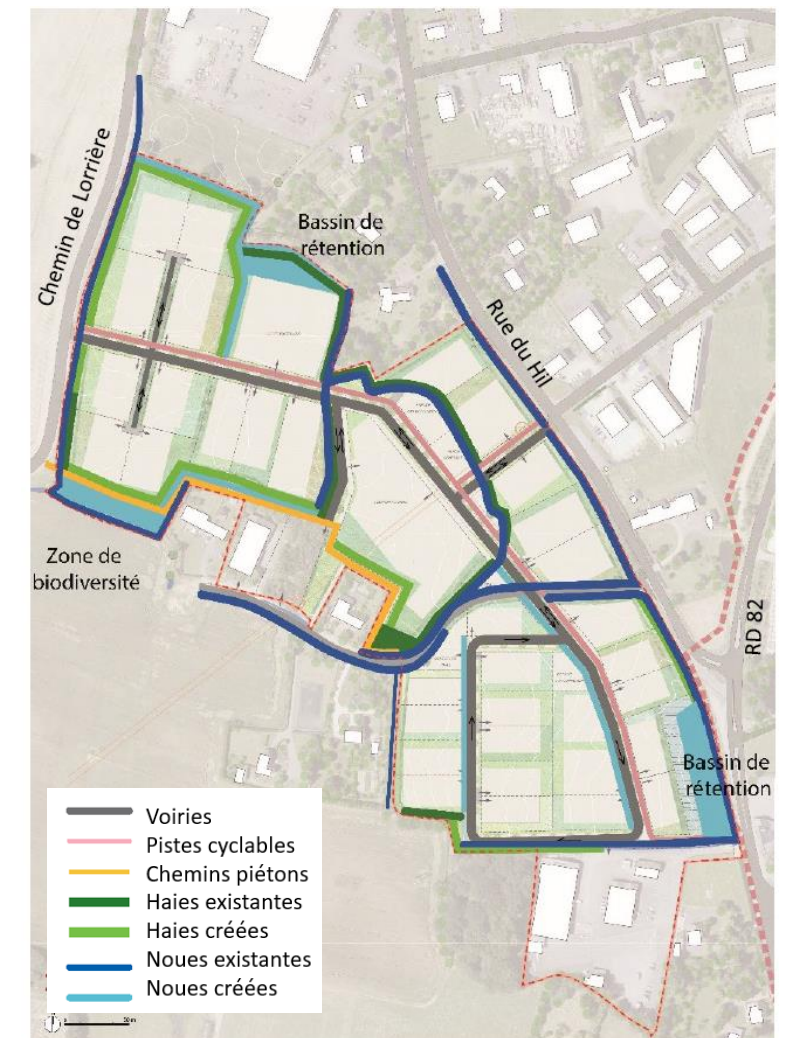 Chemin de Lorrière
Bassin de
rétention
Rue du Hil
Zone de
biodiversité
RD 82
Bassin de
rétention
Voiries
Pistes cyclables
Chemins piétons
Haies existantes
Haies créées
Noues existantes
Noues créées